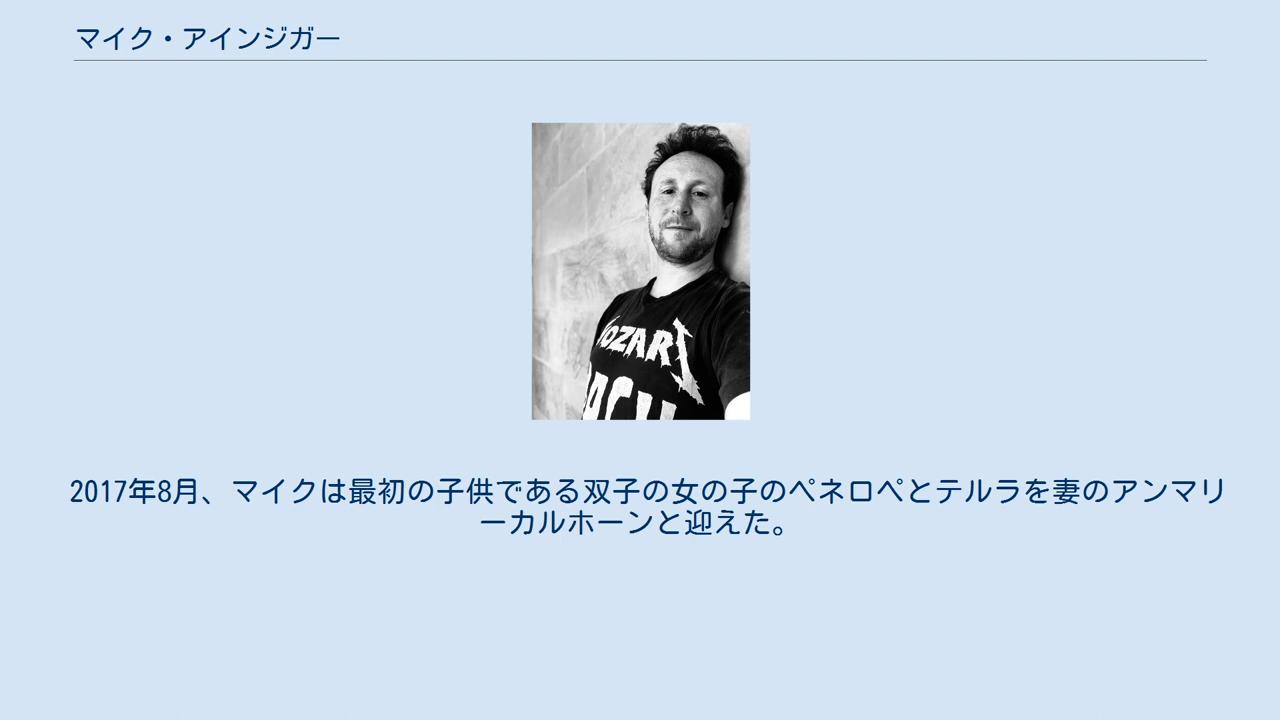 マイク・アインジガー
OZART
ACH
2017年8月、マイクは最初の子供である双子の女の子のペネロペとテルラを妻のアンマリ
ーカルホーンと迎えた。